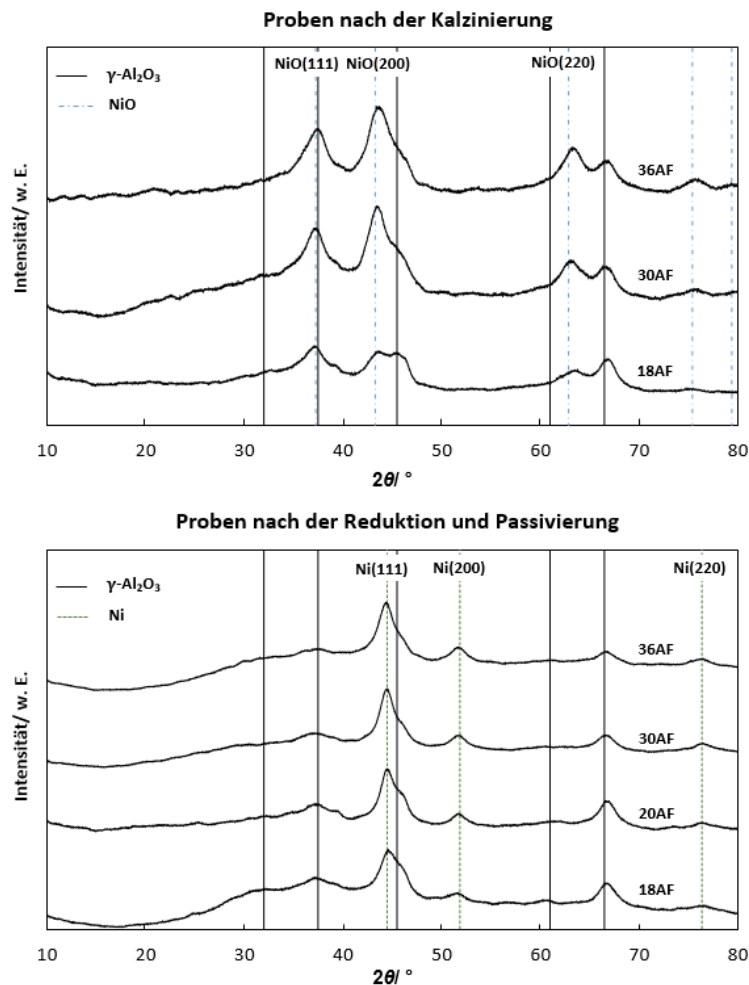 Proben nach der Kalzinierung
γ-Al₂O₃
NiO
NiO(111) NiO(200) NiO(220)
36AF
30AF
18AF
Intensität/ w. E.
10 20 30 40 50 60 70 80
2θ/ °
Proben nach der Reduktion und Passivierung
γ-Al₂O₃
Ni
Ni(111) Ni(200) Ni(220)
36AF
30AF
20AF
18AF
Intensität/ w. E.
10 20 30 40 50 60 70 80
2θ/ °